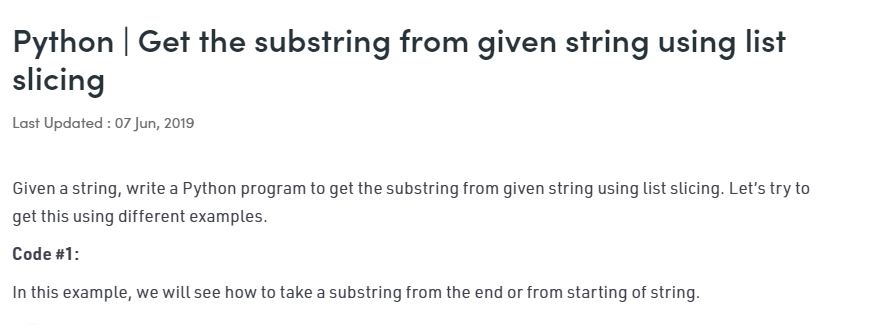 Python | Get the substring from given string using list
slicing
Last Updated : 07 Jun, 2019
Given a string, write a Python program to get the substring from given string using list slicing. Let’s try to
get this using different examples.
Code #1:
In this example, we will see how to take a substring from the end or from starting of string.